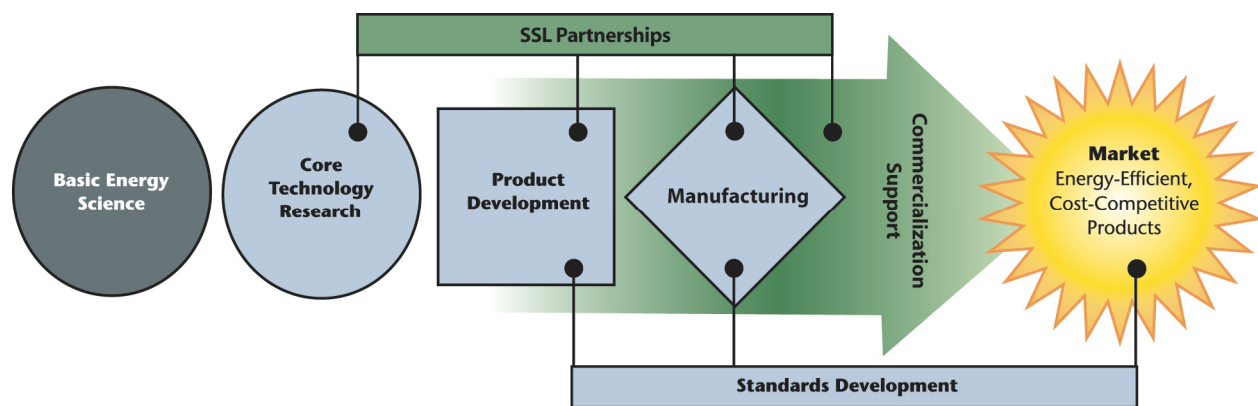 SSL Partnerships
Basic Energy
Science
Core
Technology
Research
Product
Development
Manufacturing
Commercialization
Support
Market
Energy-Efficient,
Cost-Competitive
Products
Standards Development